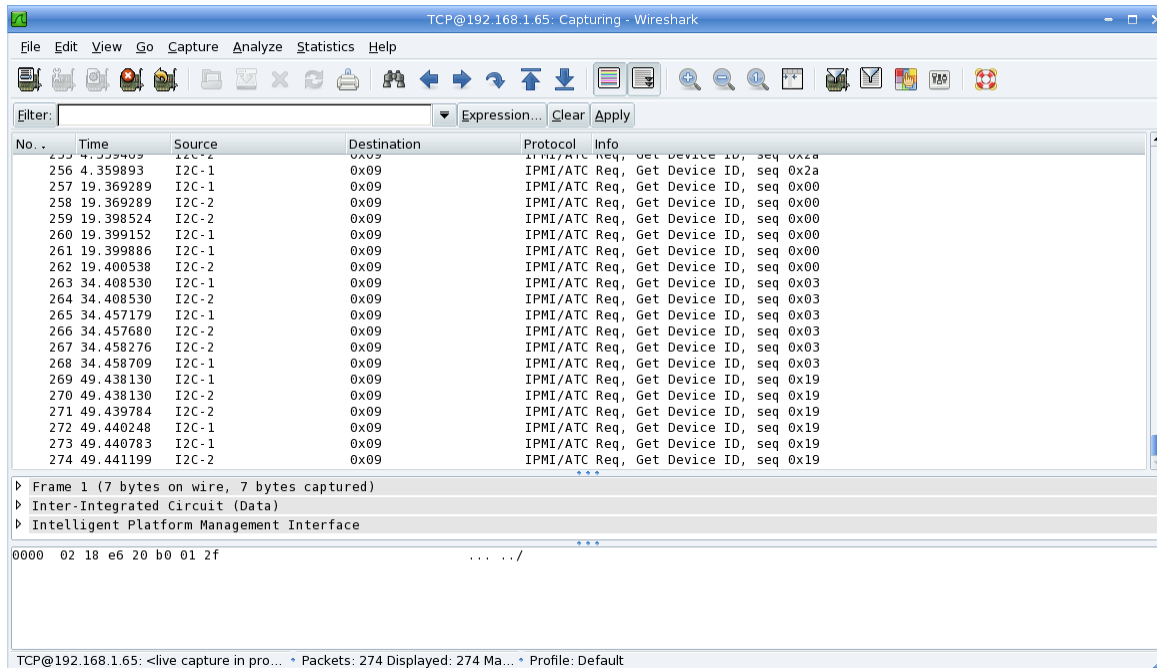 TCP@192.168.1.65: Capturing - Wireshark
File Edit View Go Capture Analyze Statistics Help
Filter: Expression... Clear Apply
No. . Time Source Destination Protocol Info
255 4.359469 I2C-2 0x09 IPMI/ATC Req, Get Device ID, seq 0x2a
256 4.359893 I2C-1 0x09 IPMI/ATC Req, Get Device ID, seq 0x2a
257 19.369289 I2C-1 0x09 IPMI/ATC Req, Get Device ID, seq 0x00
258 19.369289 I2C-2 0x09 IPMI/ATC Req, Get Device ID, seq 0x00
259 19.398524 I2C-2 0x09 IPMI/ATC Req, Get Device ID, seq 0x00
260 19.399152 I2C-1 0x09 IPMI/ATC Req, Get Device ID, seq 0x00
261 19.399886 I2C-1 0x09 IPMI/ATC Req, Get Device ID, seq 0x00
262 19.400538 I2C-2 0x09 IPMI/ATC Req, Get Device ID, seq 0x00
263 34.408530 I2C-1 0x09 IPMI/ATC Req, Get Device ID, seq 0x03
264 34.408530 I2C-2 0x09 IPMI/ATC Req, Get Device ID, seq 0x03
265 34.457179 I2C-1 0x09 IPMI/ATC Req, Get Device ID, seq 0x03
266 34.457680 I2C-2 0x09 IPMI/ATC Req, Get Device ID, seq 0x03
267 34.458276 I2C-2 0x09 IPMI/ATC Req, Get Device ID, seq 0x03
268 34.458709 I2C-1 0x09 IPMI/ATC Req, Get Device ID, seq 0x03
269 49.438130 I2C-1 0x09 IPMI/ATC Req, Get Device ID, seq 0x19
270 49.438130 I2C-2 0x09 IPMI/ATC Req, Get Device ID, seq 0x19
271 49.439784 I2C-2 0x09 IPMI/ATC Req, Get Device ID, seq 0x19
272 49.440248 I2C-1 0x09 IPMI/ATC Req, Get Device ID, seq 0x19
273 49.440783 I2C-1 0x09 IPMI/ATC Req, Get Device ID, seq 0x19
274 49.441199 I2C-2 0x09 IPMI/ATC Req, Get Device ID, seq 0x19
Frame 1 (7 bytes on wire, 7 bytes captured)
Inter-Integrated Circuit (Data)
Intelligent Platform Management Interface
0000 02 18 e6 20 b0 01 2f ... ../
TCP@192.168.1.65: <live capture in pro... Packets: 274 Displayed: 274 Ma... Profile: Default